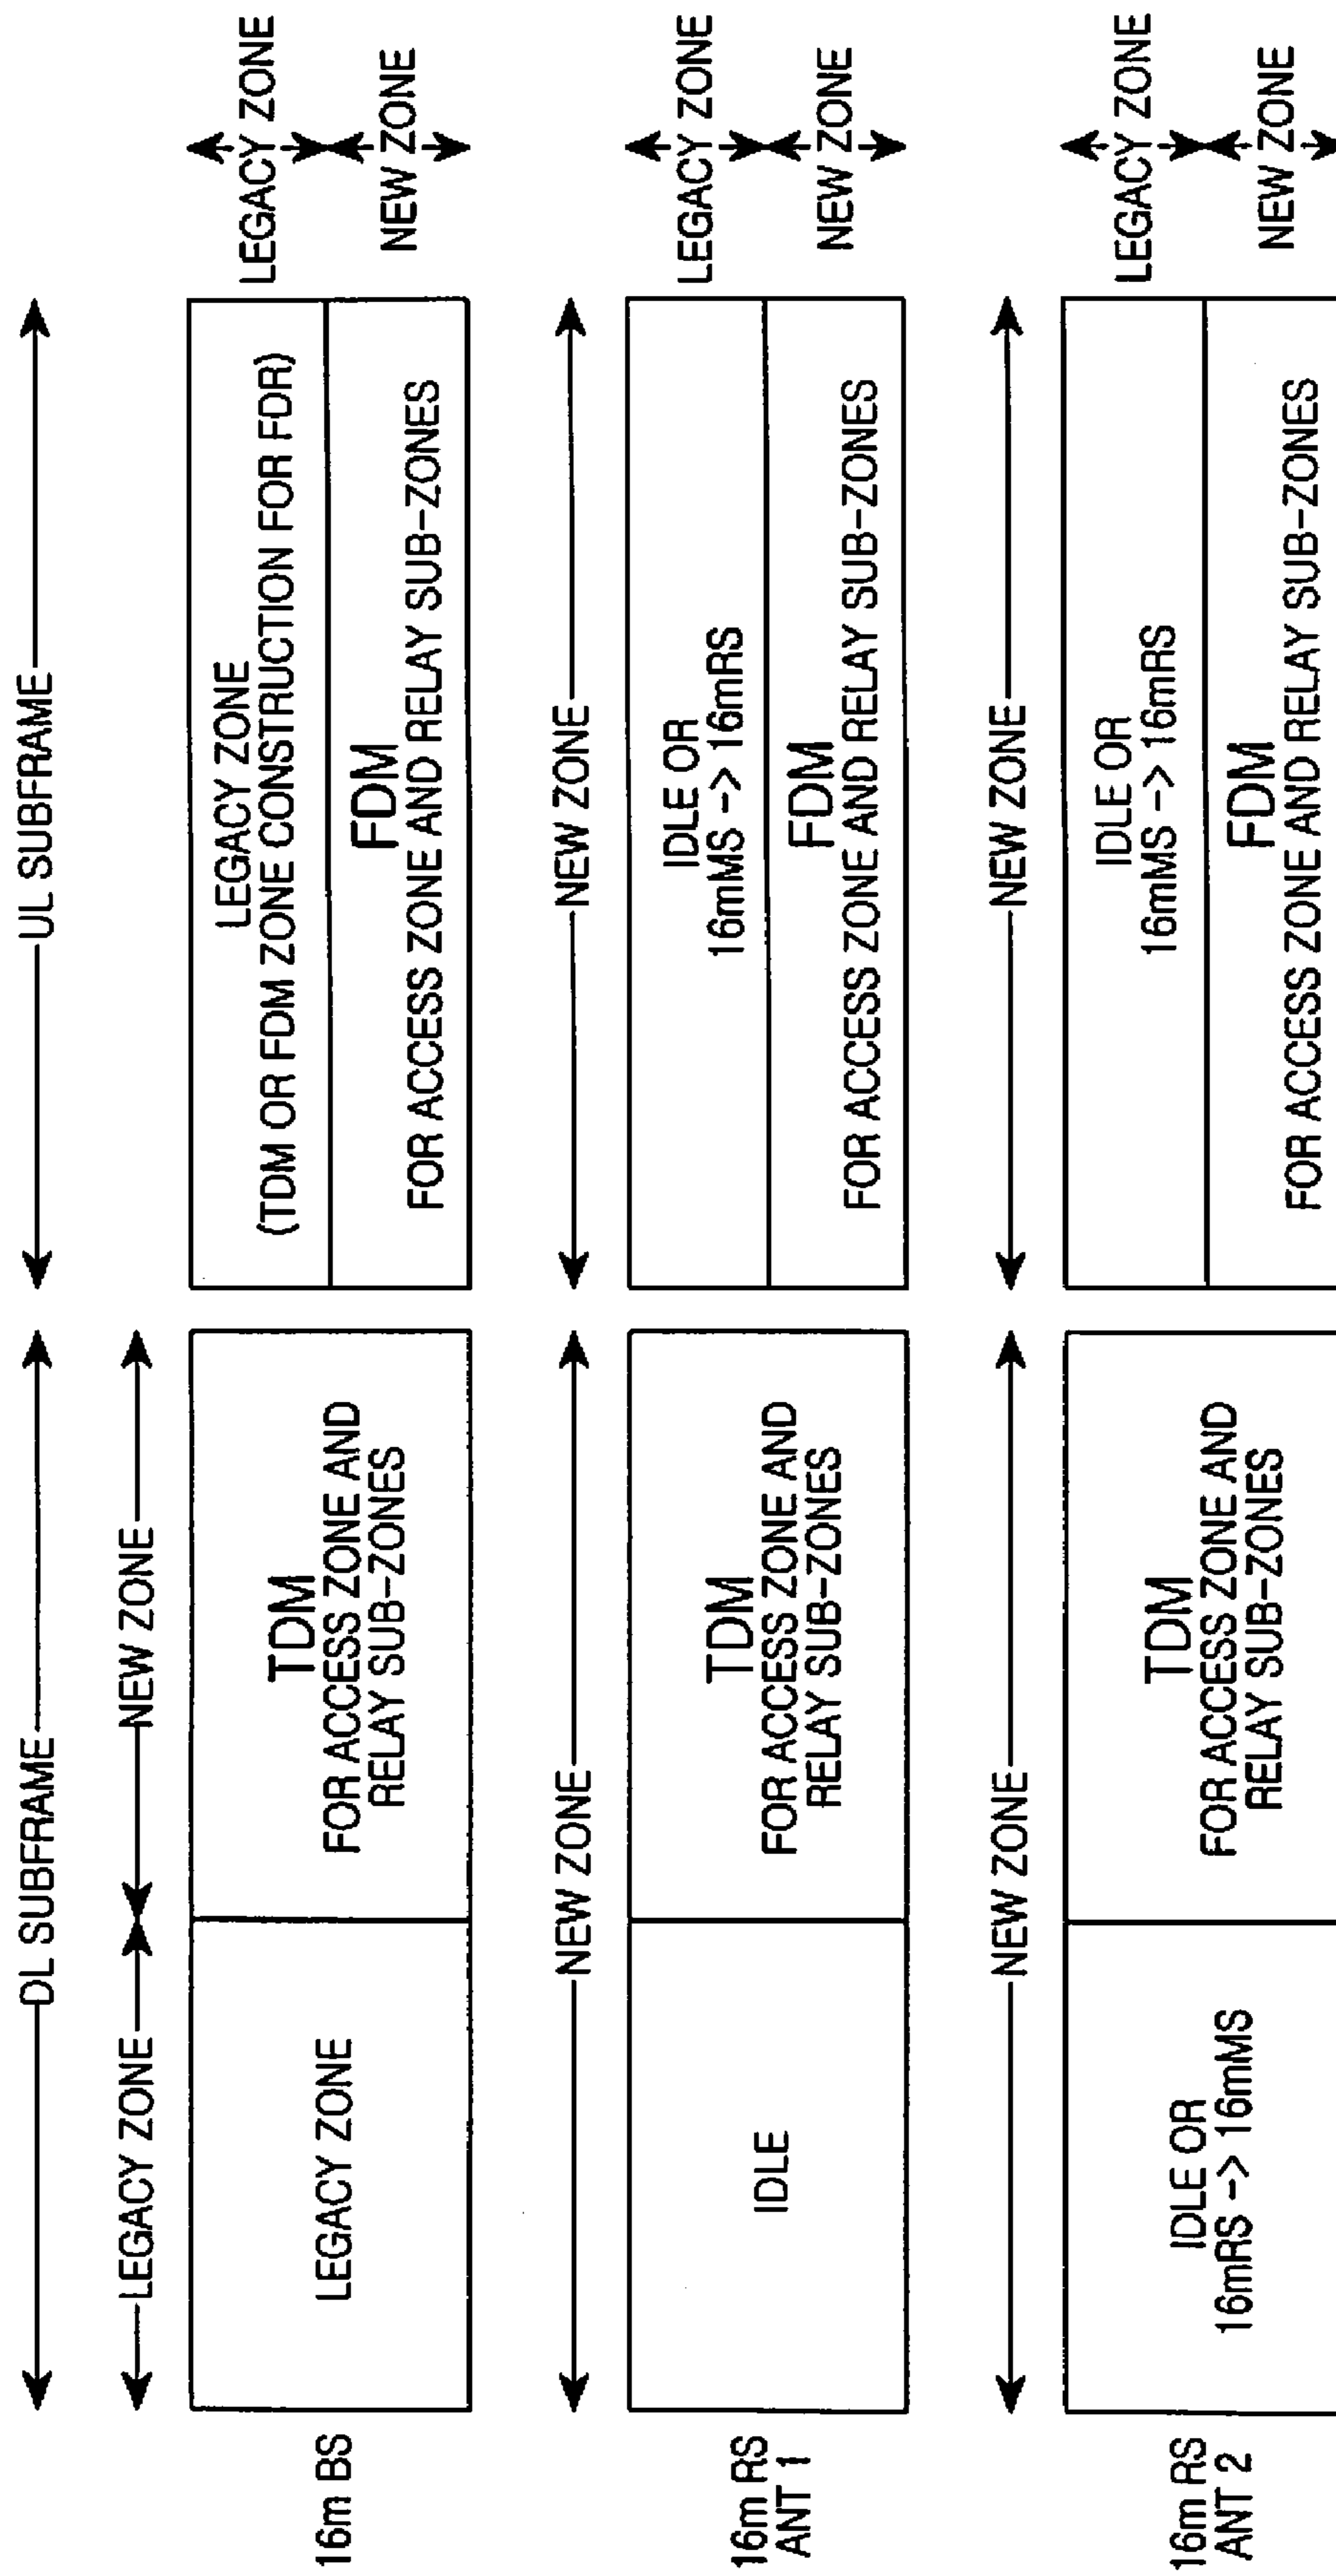 DL SUBFRAME
UL SUBFRAME
LEGACY ZONE
NEW ZONE
16m BS
LEGACY ZONE
TDM
FOR ACCESS ZONE AND
RELAY SUB-ZONES
LEGACY ZONE
(TDM OR FDM ZONE CONSTRUCTION FOR FDR)
FDM
FOR ACCESS ZONE AND RELAY SUB-ZONES
LEGACY ZONE
NEW ZONE
NEW ZONE
NEW ZONE
16m RS
ANT 1
IDLE
TDM
FOR ACCESS ZONE AND
RELAY SUB-ZONES
IDLE OR
16mMS -> 16mRS
FDM
FOR ACCESS ZONE AND RELAY SUB-ZONES
LEGACY ZONE
NEW ZONE
NEW ZONE
NEW ZONE
16m RS
ANT 2
IDLE OR
16mRS -> 16mMS
TDM
FOR ACCESS ZONE AND
RELAY SUB-ZONES
IDLE OR
16mMS -> 16mRS
FDM
FOR ACCESS ZONE AND RELAY SUB-ZONES
LEGACY ZONE
NEW ZONE